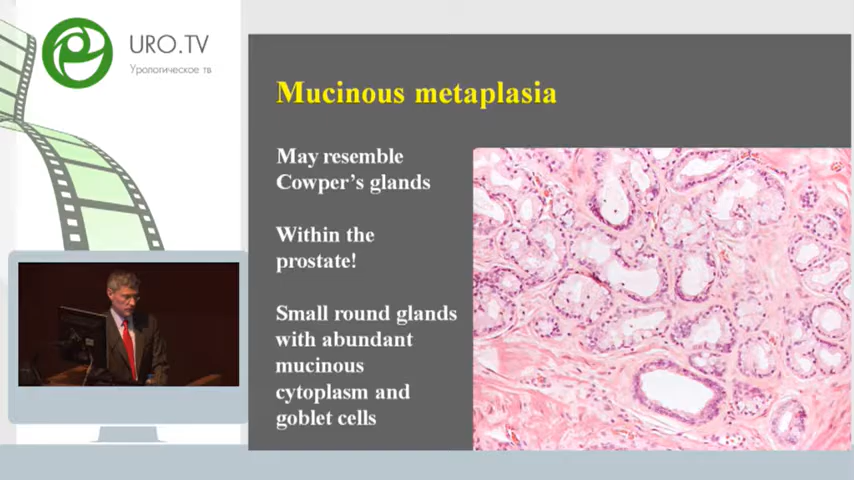 URO.TV
Урологическое тв
Mucinous metaplasia
May resemble
Cowper's glands
Within the
prostate!
Small round glands
with abundant
mucinous
cytoplasm and
goblet cells